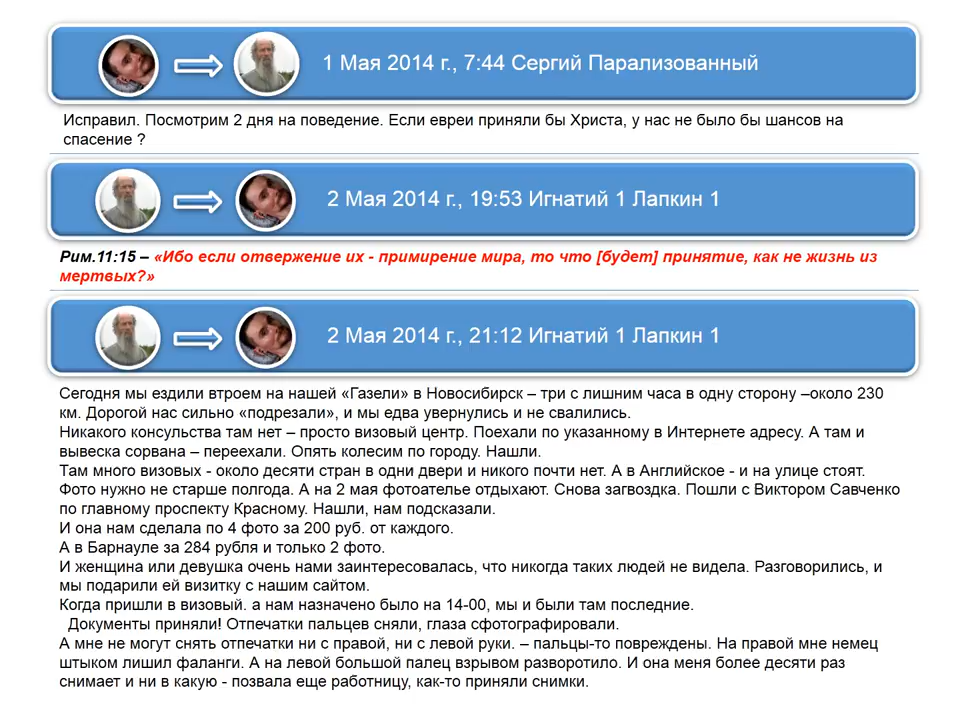 1 Мая 2014 г., 7:44 Сергий Парализованный
Исправил. Посмотрим 2 дня на поведение. Если евреи приняли бы Христа, у нас не было бы шансов на
спасение ?
2 Мая 2014 г., 19:53 Игнатий 1 Лапкин 1
Рим.11:15 – «Ибо если отвержение их - примирение мира, то что [будет] принятие, как не жизнь из
мертвых?»
2 Мая 2014 г., 21:12 Игнатий 1 Лапкин 1
Сегодня мы ездили втроем на нашей «Газели» в Новосибирск – три с лишним часа в одну сторону –около 230
км. Дорогой нас сильно «подрезали», и мы едва увернулись и не свалились.
Никакого консульства там нет – просто визовый центр. Поехали по указанному в Интернете адресу. А там и
вывеска сорвана – переехали. Опять колесим по городу. Нашли.
Там много визовых - около десяти стран в одни двери и никого почти нет. А в Английское - и на улице стоят.
Фото нужно не старше полгода. А на 2 мая фотоателье отдыхают. Снова загвоздка. Пошли с Виктором Савченко
по главному проспекту Красному. Нашли, нам подсказали.
И она нам сделала по 4 фото за 200 руб. от каждого.
А в Барнауле за 284 рубля и только 2 фото.
И женщина или девушка очень нами заинтересовалась, что никогда таких людей не видела. Разговорились, и
мы подарили ей визитку с нашим сайтом.
Когда пришли в визовый. а нам назначено было на 14-00, мы и были там последние.
Документы приняли! Отпечатки пальцев сняли, глаза сфотографировали.
А мне не могут снять отпечатки ни с правой, ни с левой руки. – пальцы-то повреждены. На правой мне немец
штыком лишил фаланги. А на левой большой палец взрывом разворотило. И она меня более десяти раз
снимает и ни в какую - позвала еще работницу, как-то приняли снимки.